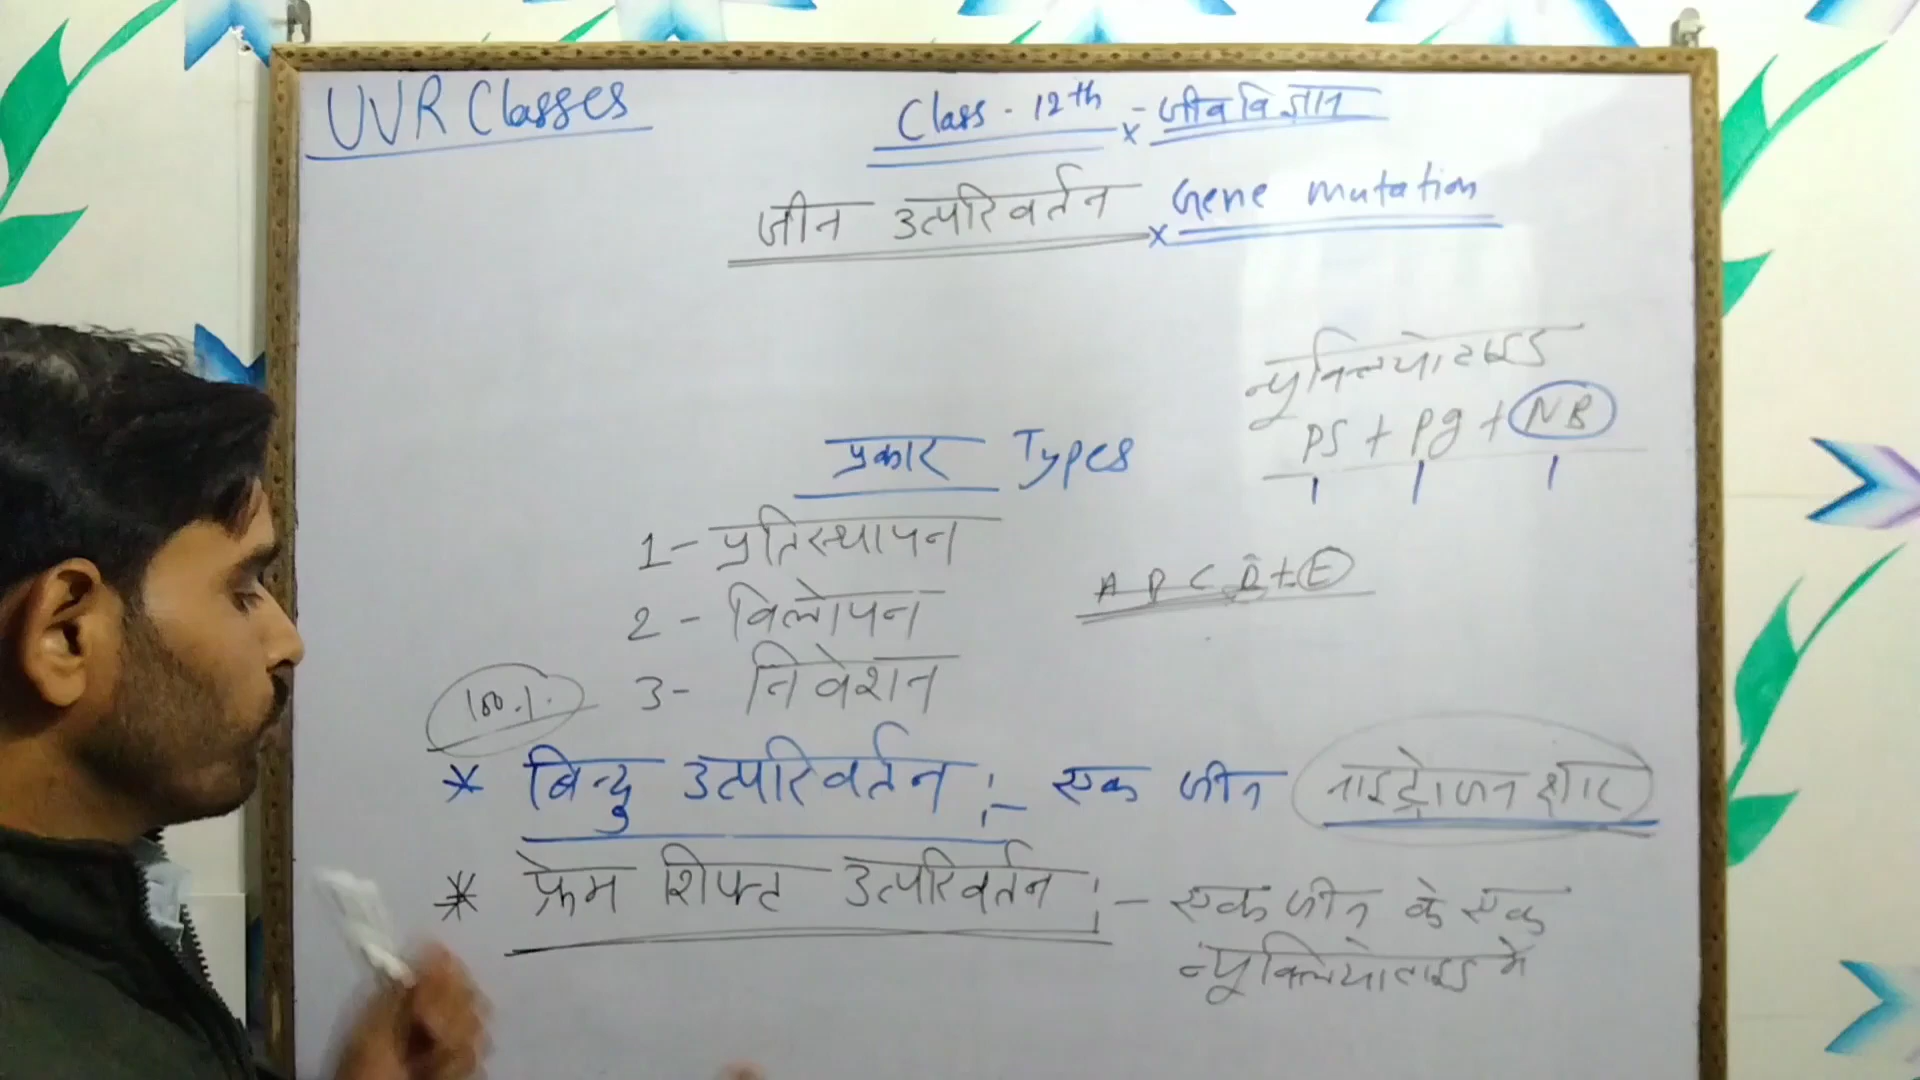 UVR Classes
Class - 12th - जीव विज्ञान
जीन उत्परिवर्तन × Gene mutation
न्यूक्लियोटाइड
PS + Pg + NB
प्रकार Types
1 - प्रतिस्थापन
A B C D + E
2 - विलोपन
3 - निवेशन
100%
* बिन्दु उत्परिवर्तन :- एक जीन नाइट्रोजन क्षार
* फ्रेम शिफ्ट उत्परिवर्तन :- एक जीन के एक
न्यूक्लियोटाइड मे